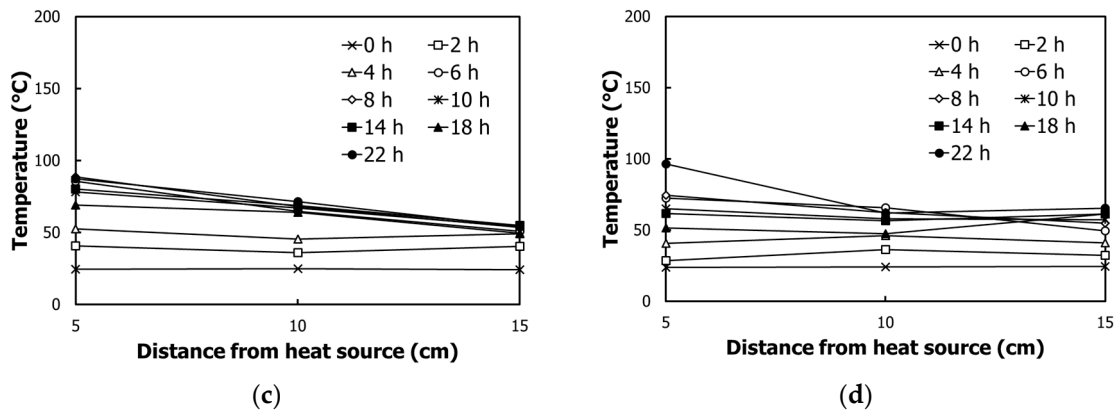 200
150
100
50
0
Temperature (°C)
0 h 2 h
4 h 6 h
8 h 10 h
14 h 18 h
22 h
5 10 15
Distance from heat source (cm)
(c)
200
150
100
50
0
Temperature (°C)
0 h 2 h
4 h 6 h
8 h 10 h
14 h 18 h
22 h
5 10 15
Distance from heat source (cm)
(d)